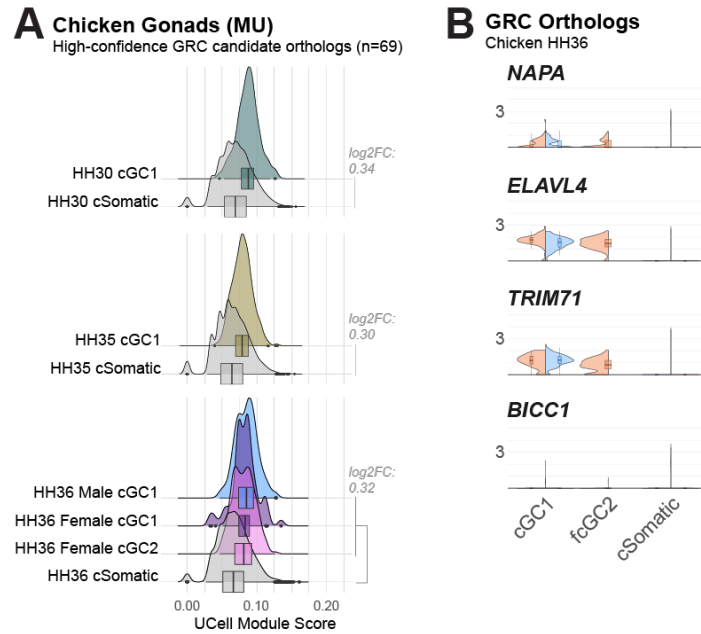 A
Chicken Gonads (MU)
High-confidence GRC candidate orthologs (n=69)
HH30 cGC1
HH30 cSomatic
log2FC:
0.34
HH35 cGC1
HH35 cSomatic
log2FC:
0.30
HH36 Male cGC1
HH36 Female cGC1
HH36 Female cGC2
HH36 cSomatic
log2FC:
0.32
0.00 0.10 0.20
UCell Module Score
B
GRC Orthologs
Chicken HH36
NAPA
3
ELAVL4
3
TRIM71
3
BICC1
3
cGC1
fcGC2
cSomatic